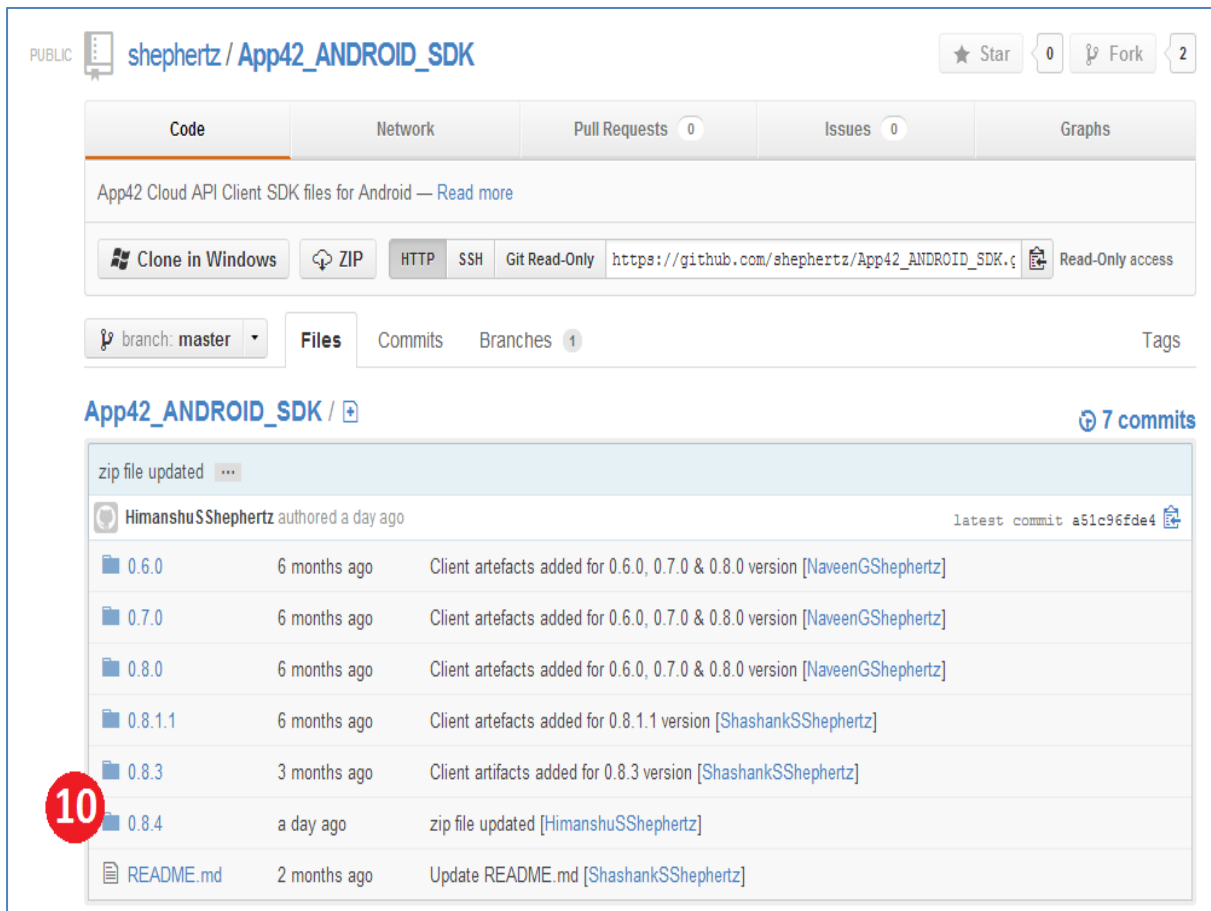 PUBLIC shephertz / App42_ANDROID_SDK Star 0 Fork 2
Code Network Pull Requests 0 Issues 0 Graphs
App42 Cloud API Client SDK files for Android — Read more
Clone in Windows ZIP HTTP SSH Git Read-Only https://github.com/shephertz/App42_ANDROID_SDK.g Read-Only access
branch: master Files Commits Branches 1 Tags
App42_ANDROID_SDK / 7 commits
zip file updated ...
HimanshuSShephertz authored a day ago latest commit a51c96fde4
0.6.0 6 months ago Client artefacts added for 0.6.0, 0.7.0 & 0.8.0 version [NaveenGShephertz]
0.7.0 6 months ago Client artefacts added for 0.6.0, 0.7.0 & 0.8.0 version [NaveenGShephertz]
0.8.0 6 months ago Client artefacts added for 0.6.0, 0.7.0 & 0.8.0 version [NaveenGShephertz]
0.8.1.1 6 months ago Client artefacts added for 0.8.1.1 version [ShashankSShephertz]
0.8.3 3 months ago Client artifacts added for 0.8.3 version [ShashankSShephertz]
10 0.8.4 a day ago zip file updated [HimanshuSShephertz]
README.md 2 months ago Update README.md [ShashankSShephertz]